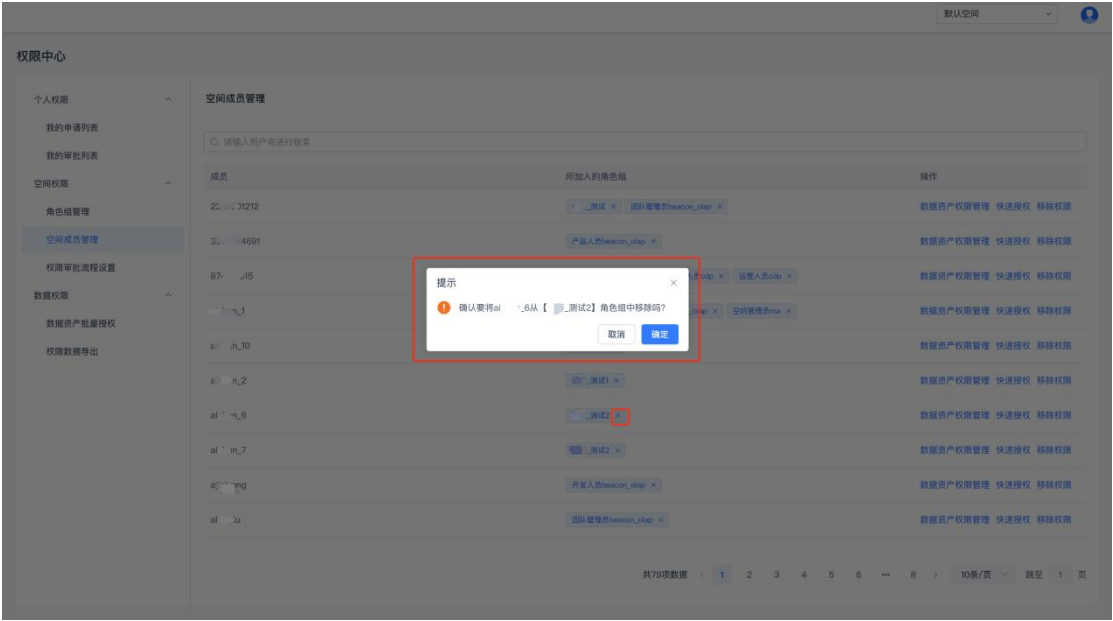 默认空间
权限中心
个人权限
空间成员管理
我的申请列表
请输入用户名进行搜索
我的审批列表
空间权限
成员 所加入的角色组 操作
角色组管理
1212 _测试 × 团队管理员beacon_olap × 数据资产权限管理 快速授权 移除权限
空间成员管理
-4691 产品人员beacon_olap × 数据资产权限管理 快速授权 移除权限
权限审批流程设置
87 15 cdp × 运营人员cdp × 数据资产权限管理 快速授权 移除权限
提示 ×
数据权限
确认要将ai _6从【 _测试2】角色组中移除吗?
_1 × 空间管理员ma × 数据资产权限管理 快速授权 移除权限
数据资产批量授权
取消 确定
n_10 数据资产权限管理 快速授权 移除权限
权限数据导出
n_2 _测试1 × 数据资产权限管理 快速授权 移除权限
_6 _测试2 × 数据资产权限管理 快速授权 移除权限
_7 _测试2 × 数据资产权限管理 快速授权 移除权限
开发人员beacon_olap × 数据资产权限管理 快速授权 移除权限
团队管理员beacon_olap × 数据资产权限管理 快速授权 移除权限
共79项数据 < 1 2 3 4 5 6 ••• 8 > 10条/页 跳至 1 页